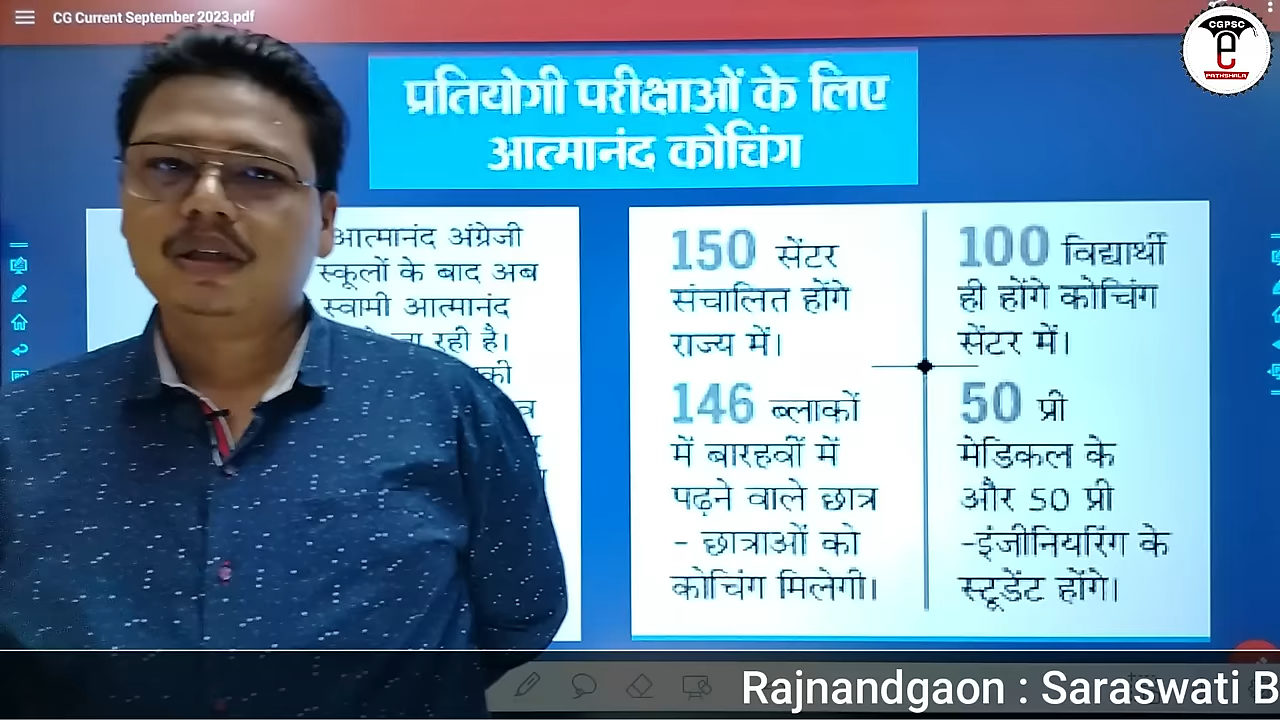 CG Current September 2023.pdf
CGPSC
e
PATHSHALA
प्रतियोगी परीक्षाओं के लिए
आत्मानंद कोचिंग
आत्मानंद अंग्रेजी
स्कूलों के बाद अब
स्वामी आत्मानंद
रही है।
की
150 सेंटर
संचालित होंगे
राज्य में।
100 विद्यार्थी
ही होंगे कोचिंग
सेंटर में।
146 ब्लाकों
में बारहवीं में
पढ़ने वाले छात्र
- छात्राओं को
कोचिंग मिलेगी।
50 प्री
मेडिकल के
और 50 प्री
-इंजीनियरिंग के
स्टूडेंट होंगे।
Rajnandgaon : Saraswati B